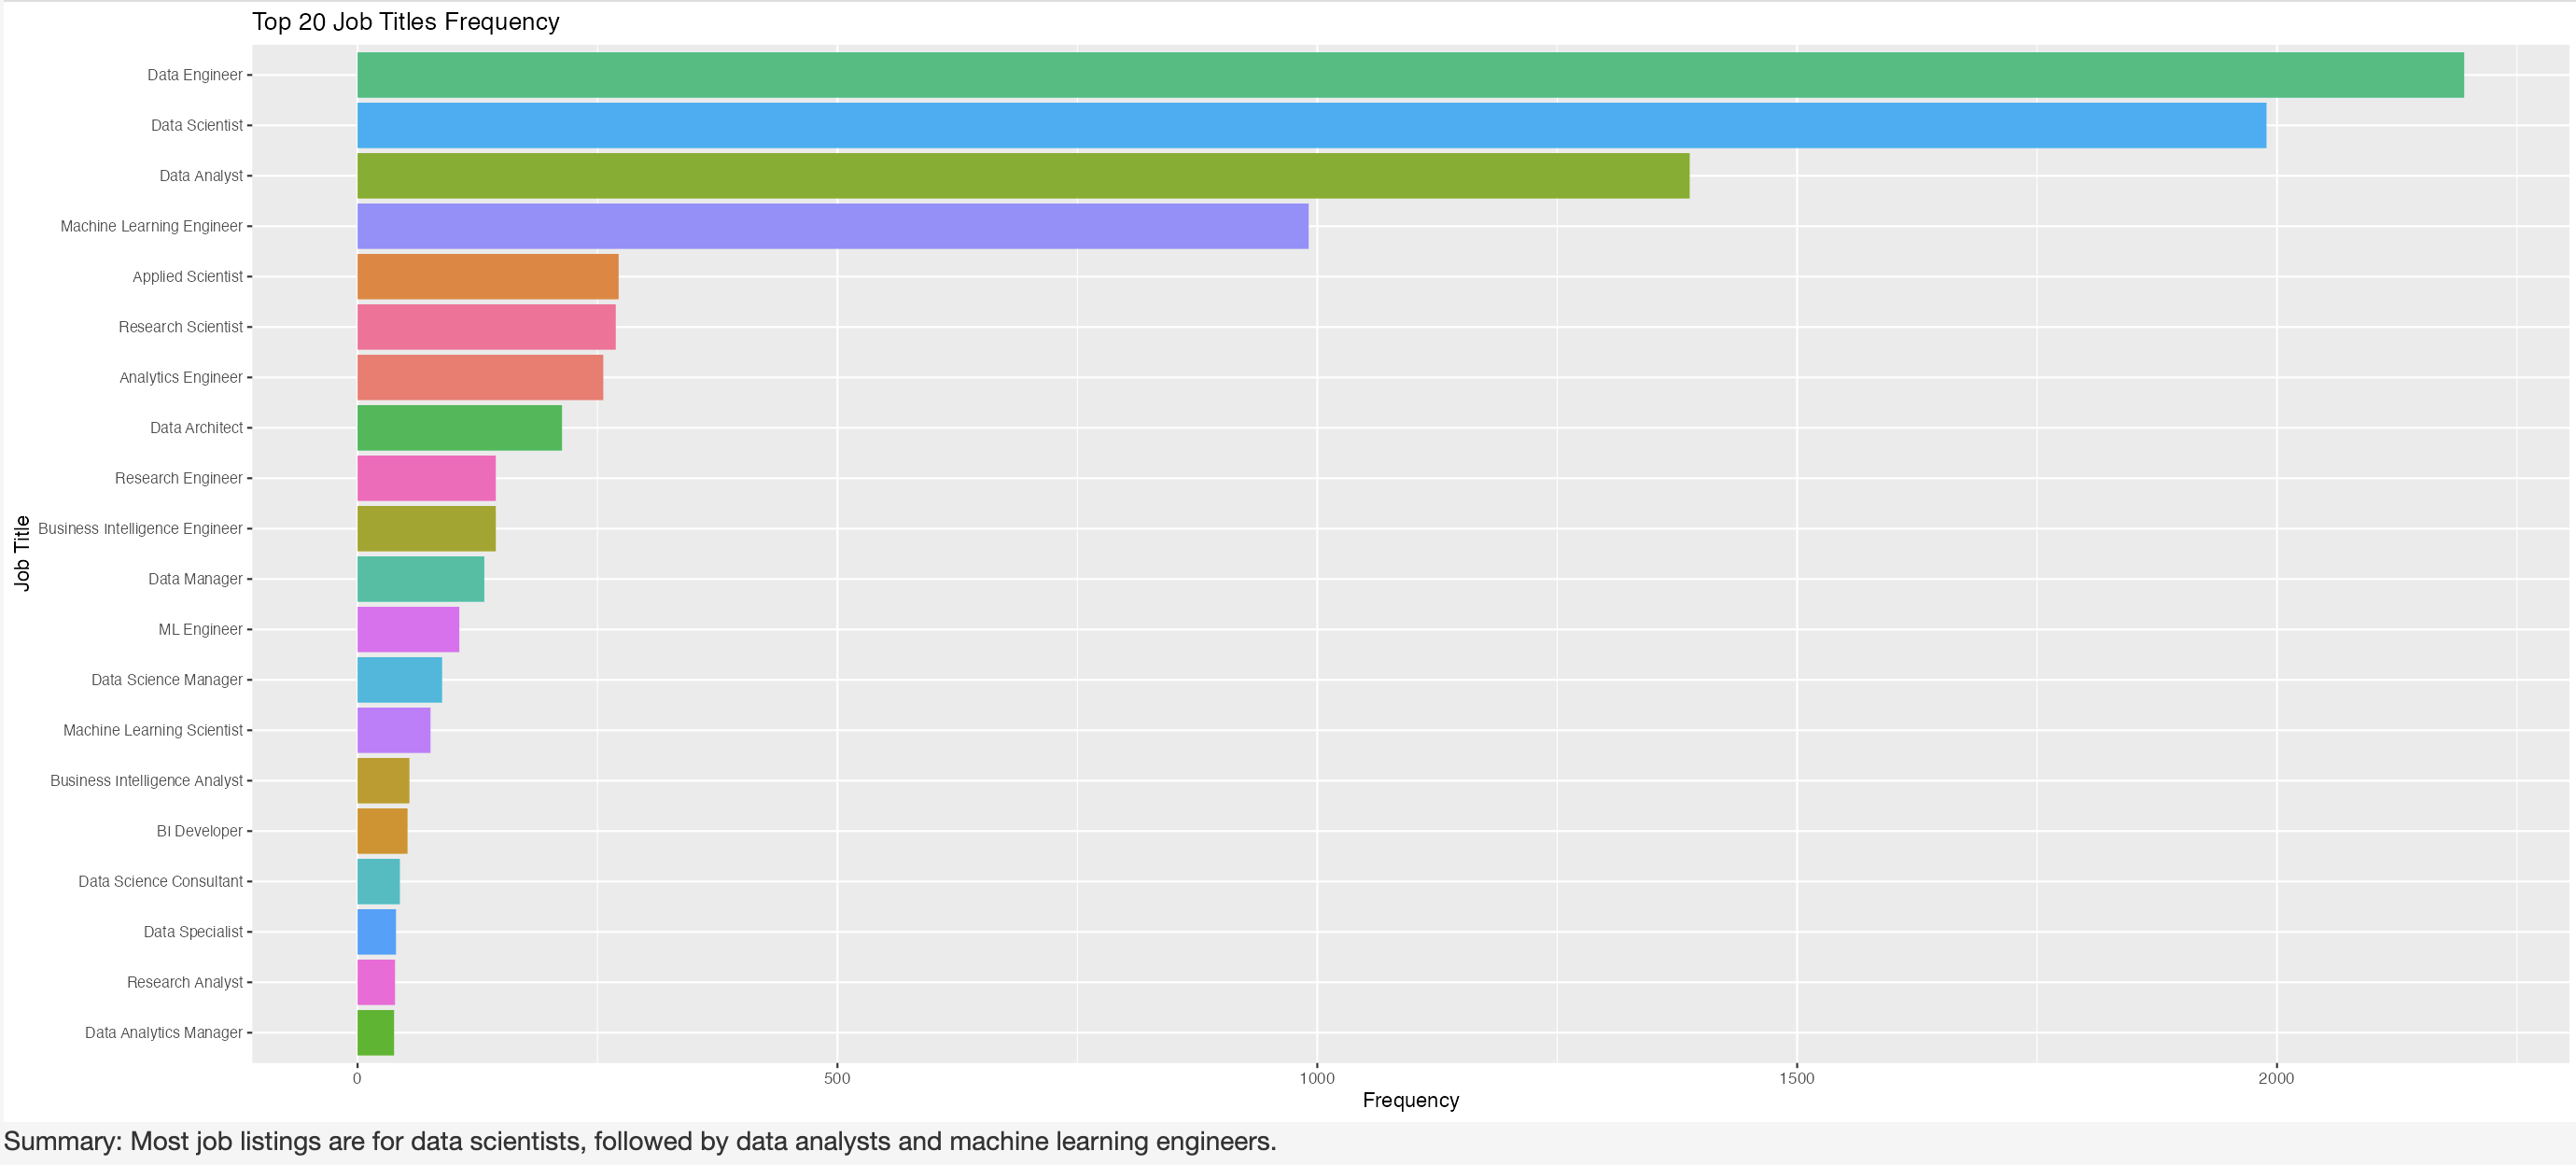 Top 20 Job Titles Frequency
Data Engineer
Data Scientist
Data Analyst
Machine Learning Engineer
Applied Scientist
Research Scientist
Analytics Engineer
Data Architect
Research Engineer
Business Intelligence Engineer
Data Manager
ML Engineer
Data Science Manager
Machine Learning Scientist
Business Intelligence Analyst
BI Developer
Data Science Consultant
Data Specialist
Research Analyst
Data Analytics Manager
Job Title
0 500 1000 1500 2000
Frequency
Summary: Most job listings are for data scientists, followed by data analysts and machine learning engineers.